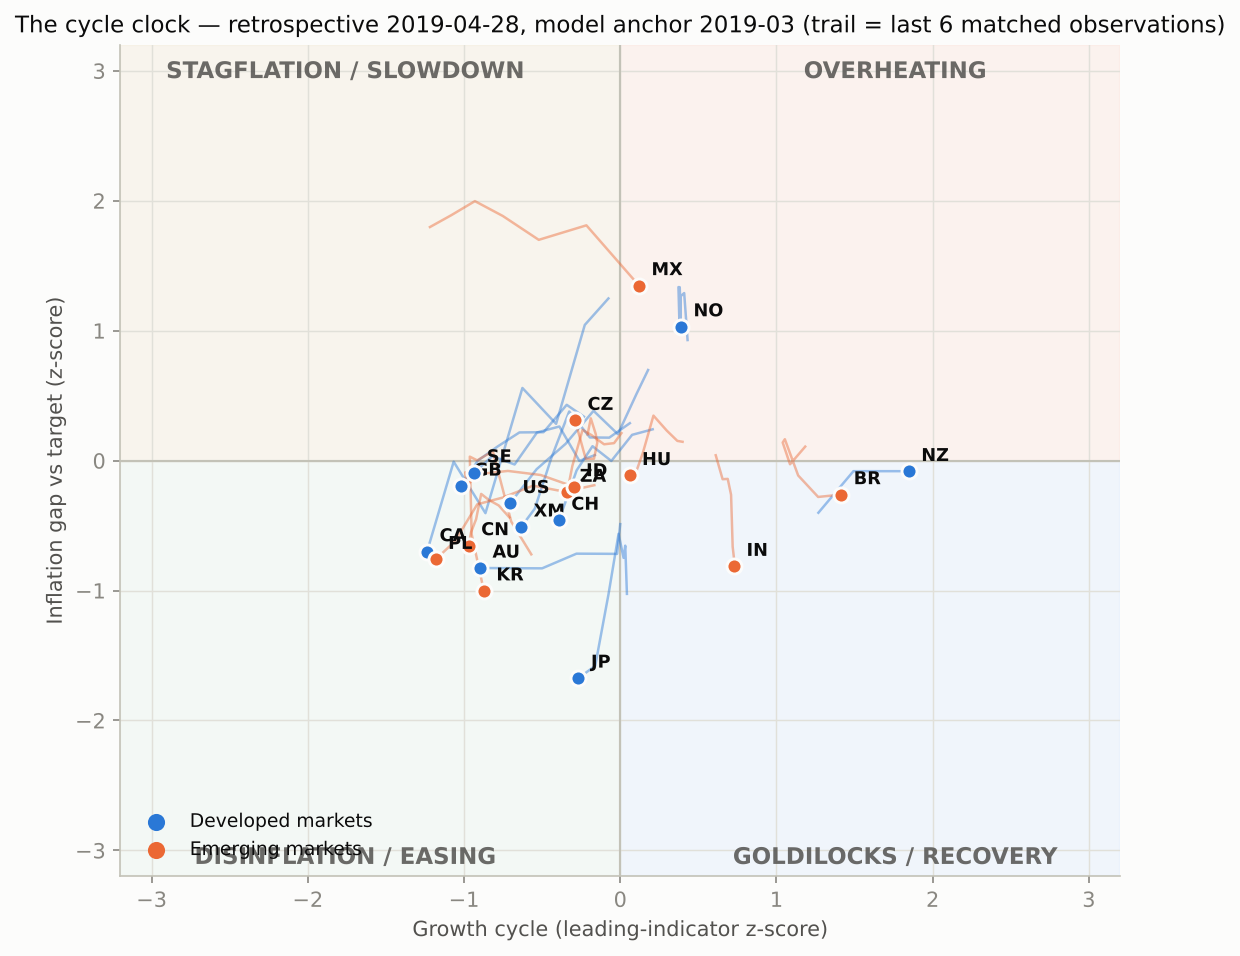 The cycle clock — retrospective 2019-04-28, model anchor 2019-03 (trail = last 6 matched observations)
STAGFLATION / SLOWDOWN
OVERHEATING
3
2
1
0
−1
−2
−3
Inflation gap vs target (z-score)
MX
NO
CZ
SE
GB
ID
ZA
HU
NZ
BR
US
XM
CH
CA
PL
CN
AU
KR
IN
JP
Developed markets
Emerging markets
DISINFLATION / EASING
GOLDILOCKS / RECOVERY
−3
−2
−1
0
1
2
3
Growth cycle (leading-indicator z-score)